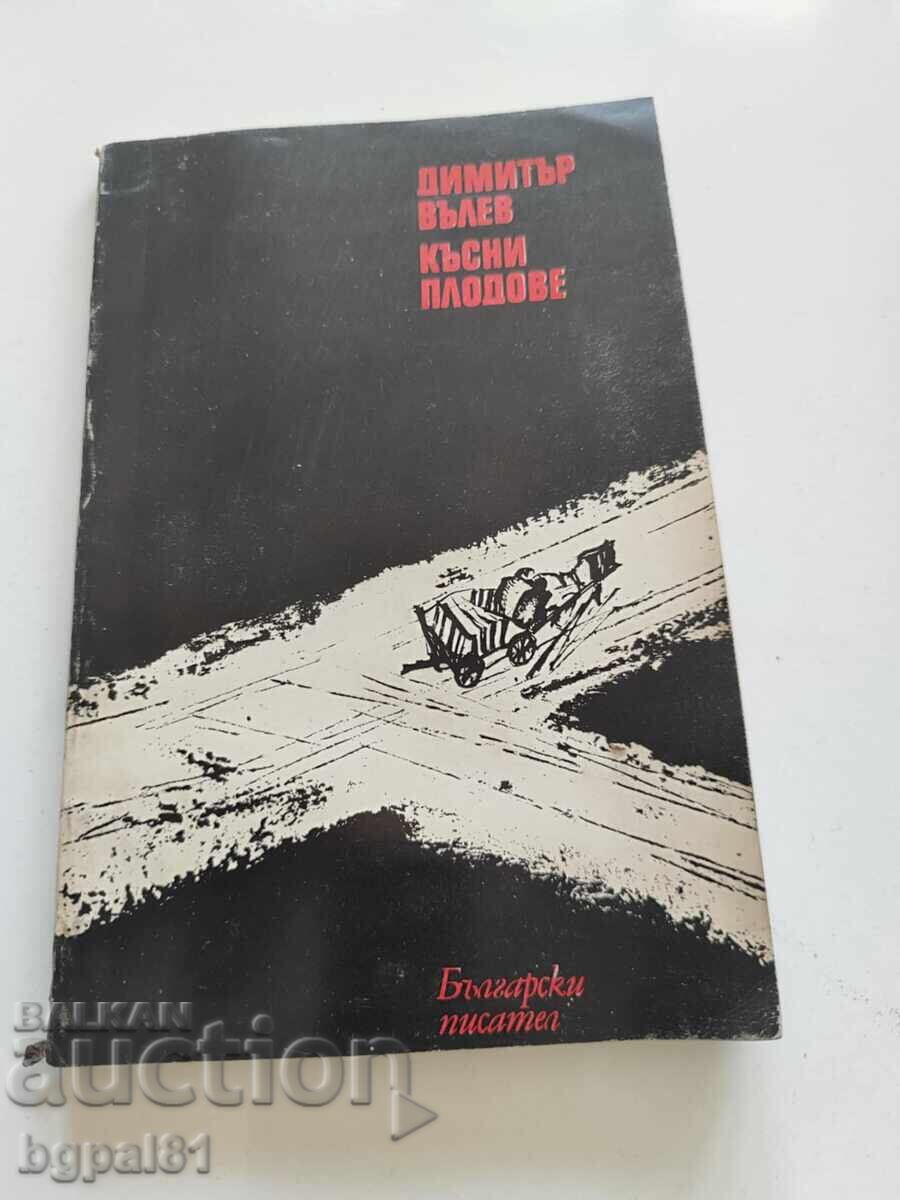 ДИМИТЪР
ВЪЛЕВ
КЪСНИ
ПЛОДОВЕ
Български
писател
BALKAN
auction
bgpal81